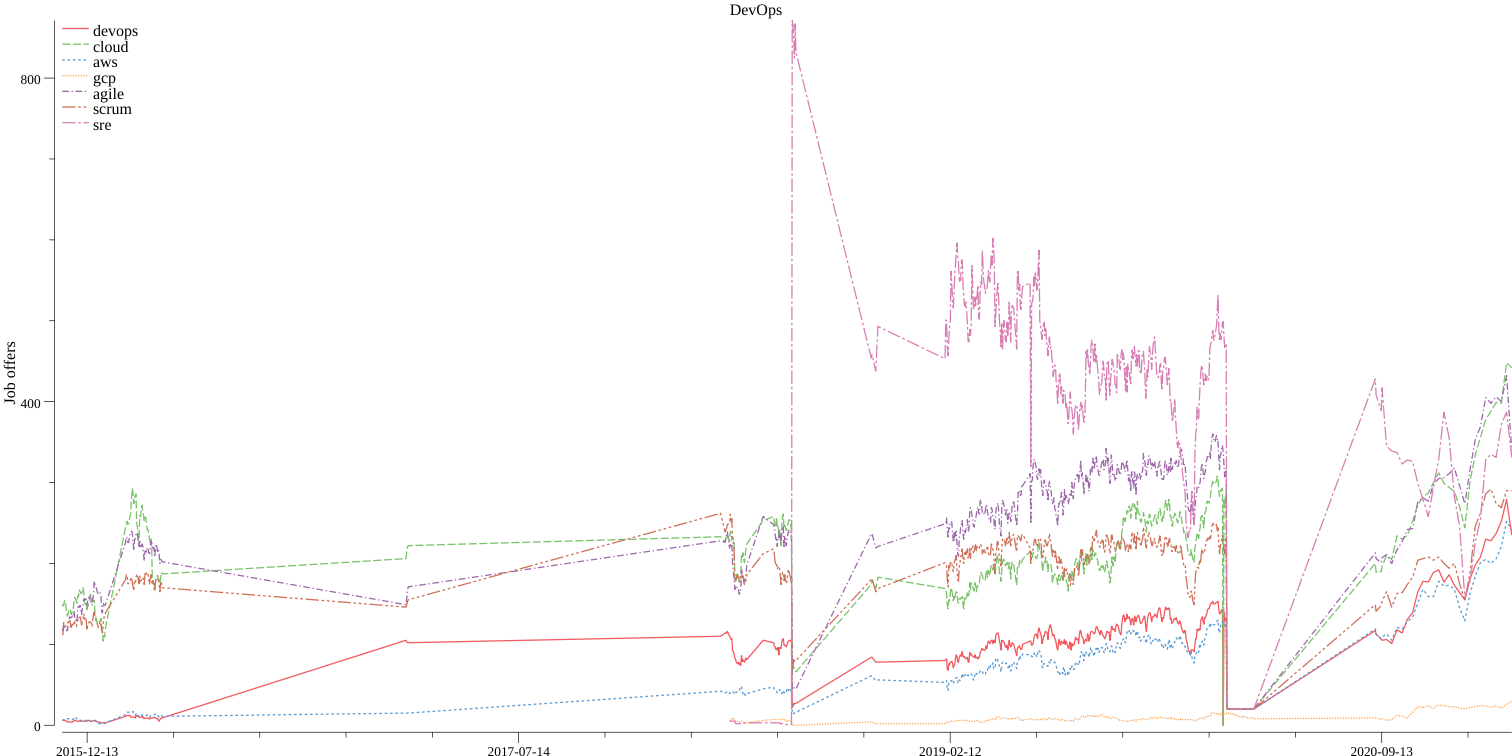 DevOps
devops
cloud
aws
gcp
agile
scrum
sre
800
400
0
Job offers
2015-12-13
2017-07-14
2019-02-12
2020-09-13